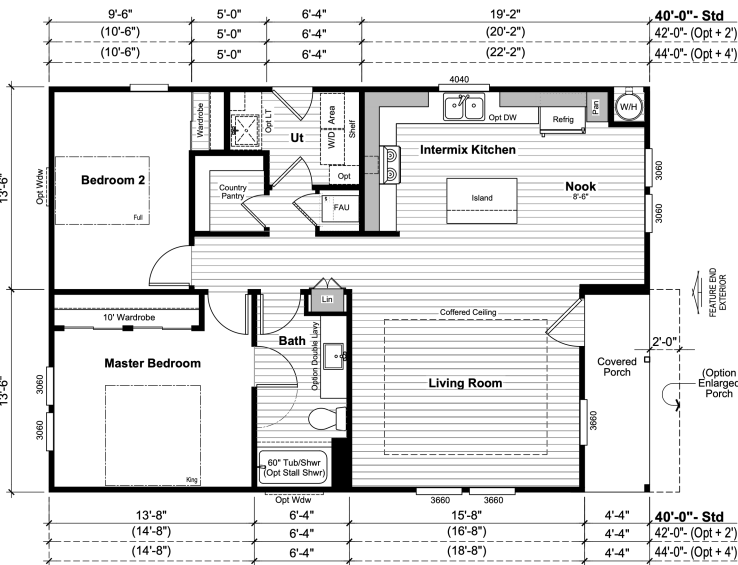 9'-6" 5'-0" 6'-4" 19'-2" 40'-0"- Std
(10'-6") 5'-0" 6'-4" (20'-2") 42'-0"- (Opt + 2')
(10'-6") 5'-0" 6'-4" (22'-2") 44'-0"- (Opt + 4')
4040
Wardrobe
Opt LT
Ut
W/D Area
Shelf
Opt
Opt DW
Refrig
Pan
W/H
13'-6"
Opt Wdw
Bedroom 2
Full
Country
Pantry
FAU
Intermix Kitchen
Island
Nook
8'-6"
3060
3060
FEATURE END
EXTERIOR
Lin
10' Wardrobe
Master Bedroom
King
3060
3060
13'-6"
Bath
Option Double Lavy
60" Tub/Shwr
(Opt Stall Shwr)
Opt Wdw
Coffered Ceiling
Living Room
3660
3660
3660
Covered
Porch
2'-0"
(Option
Enlarged
Porch
13'-8" 6'-4" 15'-8" 4'-4" 40'-0"- Std
(14'-8") 6'-4" (16'-8") 4'-4" 42'-0"- (Opt + 2')
(14'-8") 6'-4" (18'-8") 4'-4" 44'-0"- (Opt + 4')